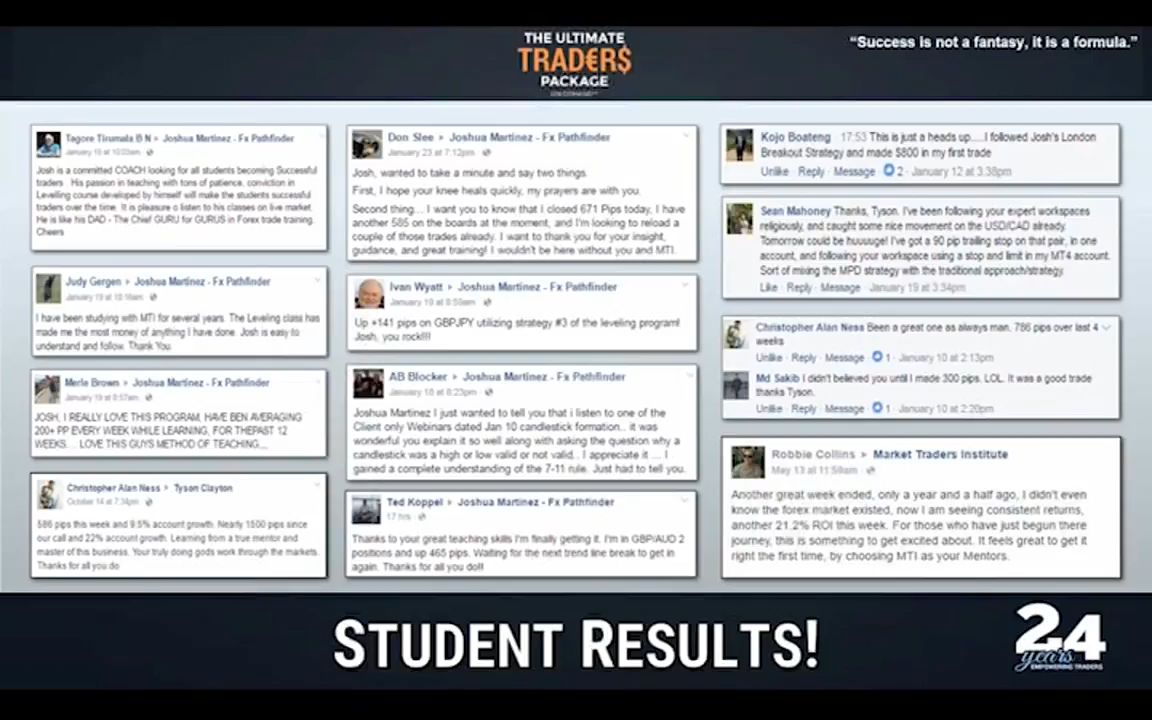 THE ULTIMATE
TRAD€R$
PACKAGE
“Success is not a fantasy, it is a formula.”
Tagore Tirumala B N ▸ Joshua Martinez - Fx Pathfinder
January 19 at 10:03am
Josh is a committed COACH looking for all students becoming Successful
traders . His passion in teaching with tons of patience, conviction in
Levelling course developed by himself will make the students successful
traders over the time. It is pleasure o listen to his classes on live market.
He is like his DAD - The Chief GURU for GURUS in Forex trade training.
Cheers
Judy Gergen ▸ Joshua Martinez - Fx Pathfinder
January 19 at 10:16am
I have been studying with MTI for several years. The Leveling class has
made me the most money of anything I have done. Josh is easy to
understand and follow. Thank You.
Merle Brown ▸ Joshua Martinez - Fx Pathfinder
January 19 at 8:57am
JOSH, I REALLY LOVE THIS PROGRAM, HAVE BEN AVERAGING
200+ PP EVERY WEEK WHILE LEARNING, FOR THEPAST 12
WEEKS.... LOVE THIS GUYS METHOD OF TEACHING,,,,
Christopher Alan Ness ▸ Tyson Clayton
October 14 at 7:34pm
586 pips this week and 9.5% account growth. Nearly 1500 pips since
our call and 22% account growth. Learning from a true mentor and
master of this business. Your truly doing gods work through the markets.
Thanks for all you do
Don Slee ▸ Joshua Martinez - Fx Pathfinder
January 23 at 7:12pm
Josh, wanted to take a minute and say two things.
First, I hope your knee heals quickly, my prayers are with you.
Second thing... I want you to know that I closed 671 Pips today, I have
another 585 on the boards at the moment, and I'm looking to reload a
couple of those trades already. I want to thank you for your insight,
guidance, and great training! I wouldn't be here without you and MTI.
Ivan Wyatt ▸ Joshua Martinez - Fx Pathfinder
January 19 at 8:59am
Up +141 pips on GBPJPY utilizing strategy #3 of the leveling program!
Josh, you rock!!!!
AB Blocker ▸ Joshua Martinez - Fx Pathfinder
January 18 at 8:23pm
Joshua Martinez I just wanted to tell you that i listen to one of the
Client only Webinars dated Jan 10 candlestick formation.. it was
wonderful you explain it so well along with asking the question why a
candlestick was a high or low valid or not valid.. I appreciate it ... I
gained a complete understanding of the 7-11 rule. Just had to tell you.
Ted Koppel ▸ Joshua Martinez - Fx Pathfinder
17 hrs
Thanks to your great teaching skills I'm finally getting it. I'm in GBP/AUD 2
positions and up 465 pips. Waiting for the next trend line break to get in
again. Thanks for all you do!!
Kojo Boateng 17:53 This is just a heads up.....I followed Josh's London
Breakout Strategy and made $800 in my first trade
Unlike · Reply · Message · 2 · January 12 at 3:38pm
Sean Mahoney Thanks, Tyson. I've been following your expert workspaces
religiously, and caught some nice movement on the USD/CAD already.
Tomorrow could be huuuuge! I've got a 90 pip trailing stop on that pair, in one
account, and following your workspace using a stop and limit in my MT4 account.
Sort of mixing the MPD strategy with the traditional approach/strategy.
Like · Reply · Message · January 19 at 3:34pm
Christopher Alan Ness Been a great one as always man, 786 pips over last 4
weeks
Unlike · Reply · Message · 1 · January 10 at 2:13pm
Md Sakib I didn't believed you until I made 300 pips. LOL. It was a good trade
thanks Tyson.
Unlike · Reply · Message · 1 · January 10 at 2:20pm
Robbie Collins ▸ Market Traders Institute
May 13 at 11:59am
Another great week ended, only a year and a half ago, I didn't even
know the forex market existed, now I am seeing consistent returns,
another 21.2% ROI this week. For those who have just begun there
journey, this is something to get excited about. It feels great to get it
right the first time, by choosing MTI as your Mentors.
STUDENT RESULTS!
24
years
EMPOWERING TRADERS